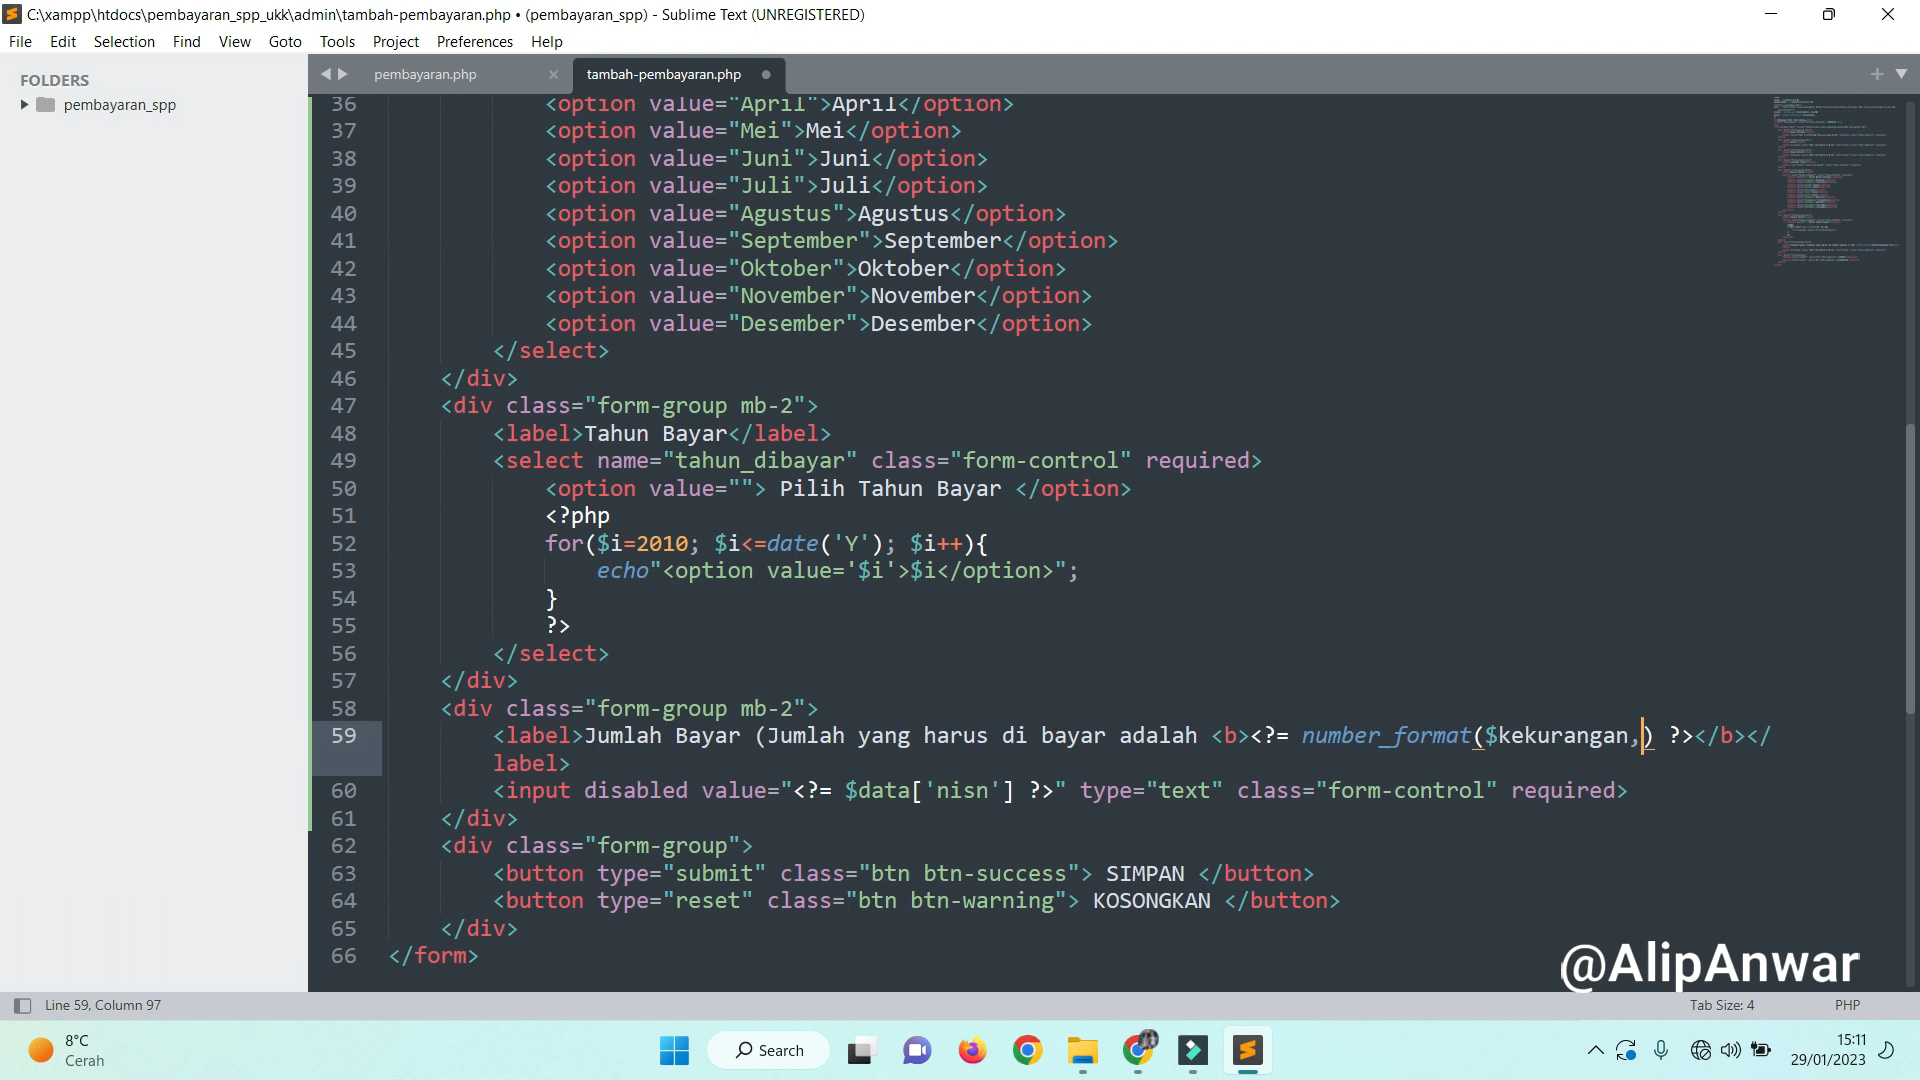 C:\xampp\htdocs\pembayaran_spp_ukk\admin\tambah-pembayaran.php • (pembayaran_spp) - Sublime Text (UNREGISTERED)
File Edit Selection Find View Goto Tools Project Preferences Help
FOLDERS
pembayaran_spp
pembayaran.php
tambah-pembayaran.php
36 <option value="April">April</option>
37 <option value="Mei">Mei</option>
38 <option value="Juni">Juni</option>
39 <option value="Juli">Juli</option>
40 <option value="Agustus">Agustus</option>
41 <option value="September">September</option>
42 <option value="Oktober">Oktober</option>
43 <option value="November">November</option>
44 <option value="Desember">Desember</option>
45 </select>
46 </div>
47 <div class="form-group mb-2">
48 <label>Tahun Bayar</label>
49 <select name="tahun_dibayar" class="form-control" required>
50 <option value=""> Pilih Tahun Bayar </option>
51 <?php
52 for($i=2010; $i<=date('Y'); $i++){
53 echo"<option value='$i'>$i</option>";
54 }
55 ?>
56 </select>
57 </div>
58 <div class="form-group mb-2">
59 <label>Jumlah Bayar (Jumlah yang harus di bayar adalah <b><?= number_format($kekurangan,) ?></b></
label>
60 <input disabled value="<?= $data['nisn'] ?>" type="text" class="form-control" required>
61 </div>
62 <div class="form-group">
63 <button type="submit" class="btn btn-success"> SIMPAN </button>
64 <button type="reset" class="btn btn-warning"> KOSONGKAN </button>
65 </div>
66 </form>
@AlipAnwar
Line 59, Column 97
Tab Size: 4
PHP
8°C
Cerah
Search
15:11
29/01/2023